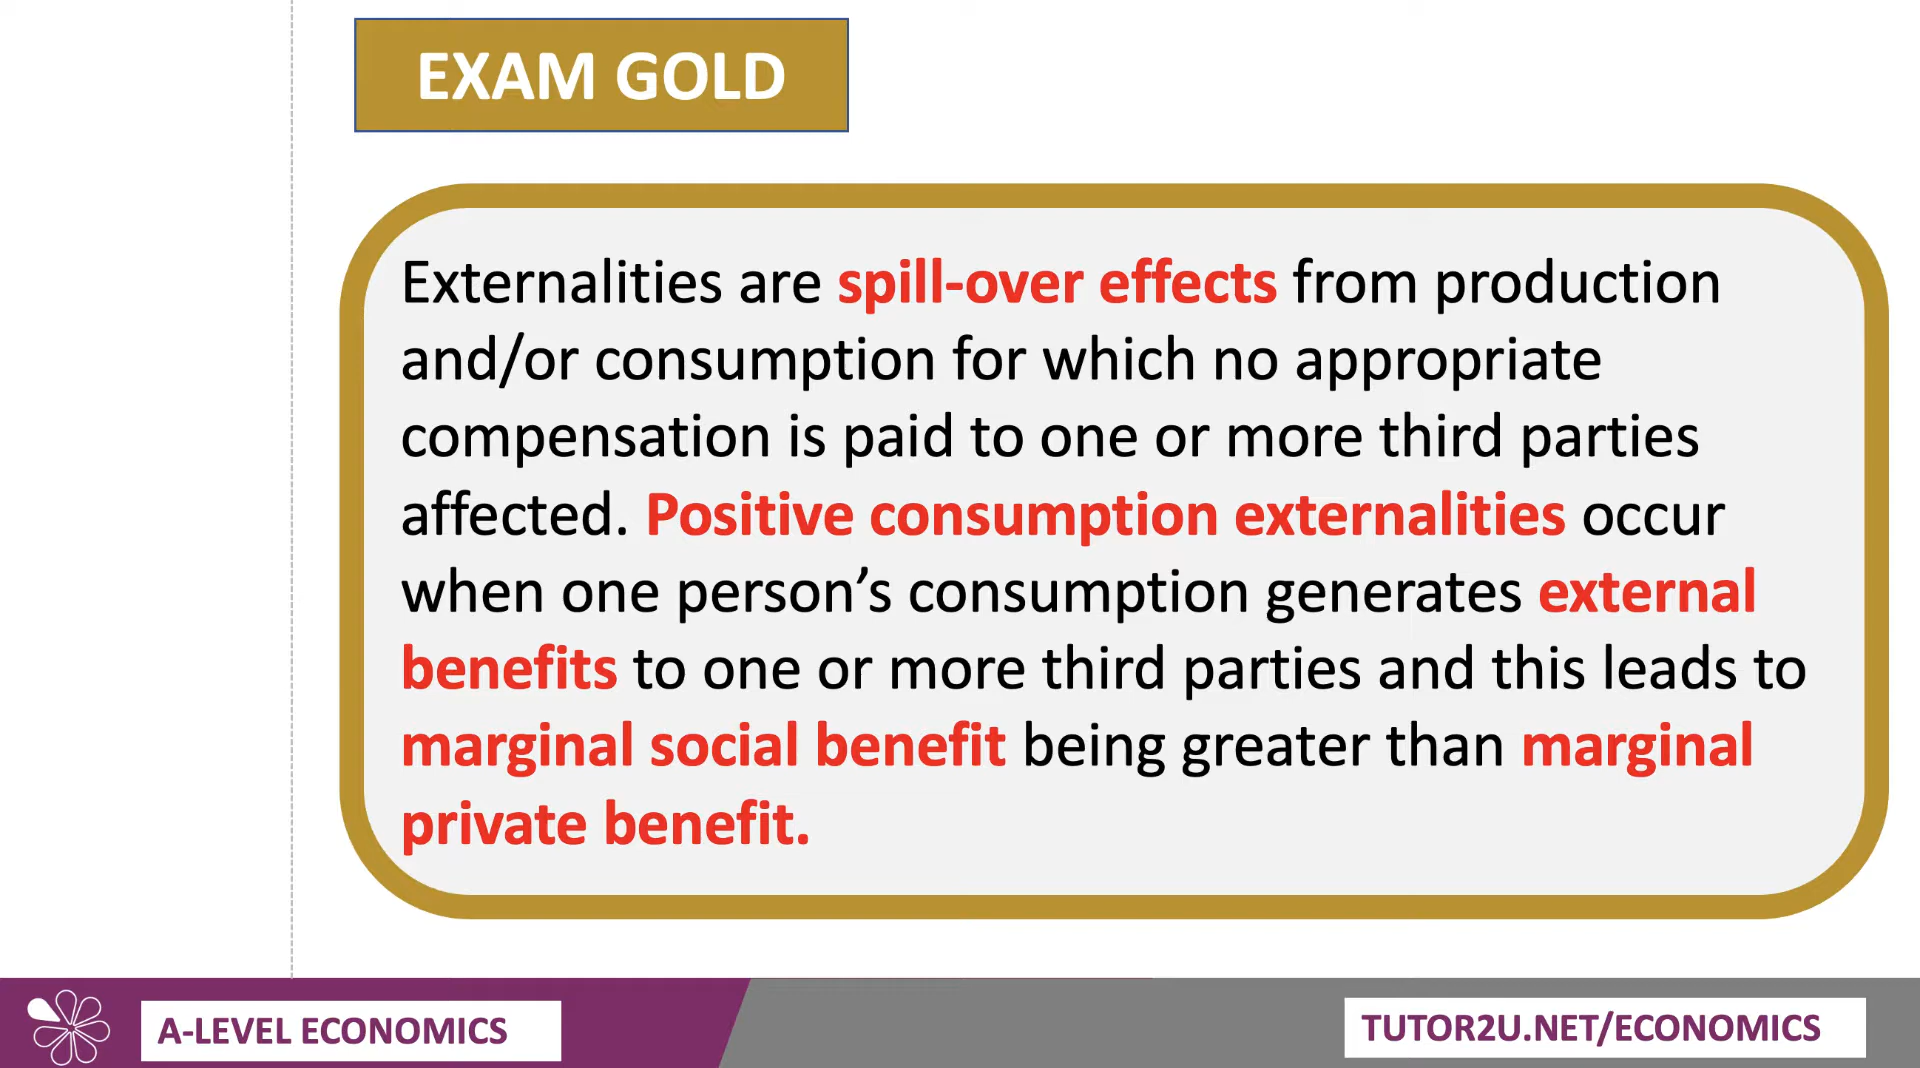 EXAM GOLD
Externalities are spill-over effects from production
and/or consumption for which no appropriate
compensation is paid to one or more third parties
affected. Positive consumption externalities occur
when one person’s consumption generates external
benefits to one or more third parties and this leads to
marginal social benefit being greater than marginal
private benefit.
A-LEVEL ECONOMICS
TUTOR2U.NET/ECONOMICS